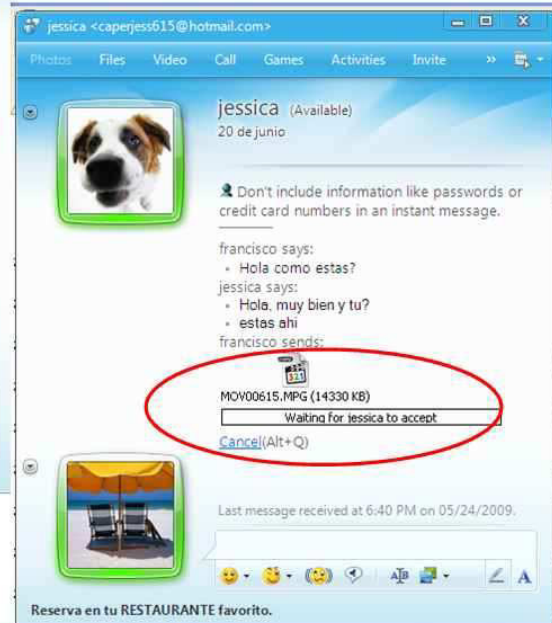 jessica <caperjess615@hotmail.com>
Photos Files Video Call Games Activities Invite »
jessica (Available)
20 de junio
Don't include information like passwords or
credit card numbers in an instant message.
francisco says:
Hola como estas?
jessica says:
Hola, muy bien y tu?
estas ahi
francisco sends:
321
MOV00615.MPG (14330 KB)
Waiting for jessica to accept
Cancel(Alt+Q)
Last message received at 6:40 PM on 05/24/2009.
AB A
Reserva en tu RESTAURANTE favorito.